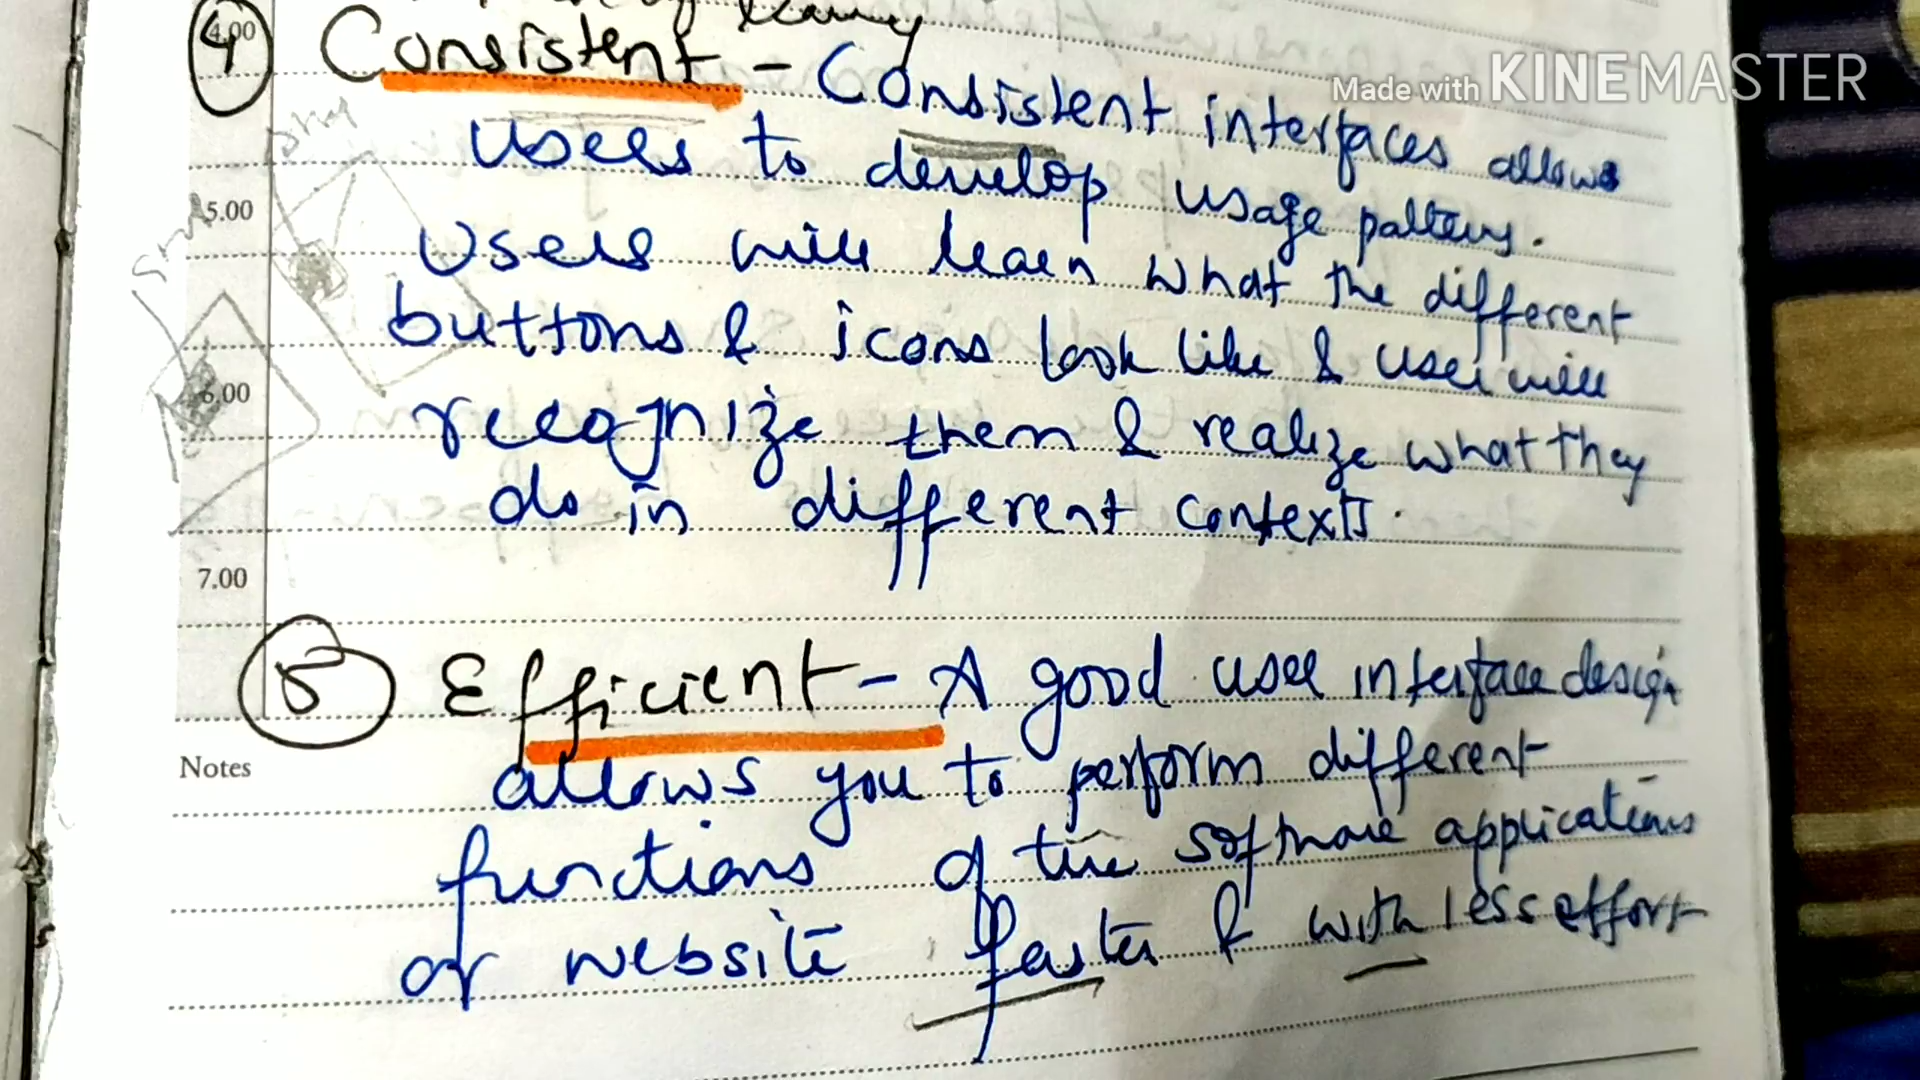 4.00
④ Consistent - Consistent interfaces allows
users to develop usage patterns.
5.00
Users will learn what the different
buttons & icons look like & user will
6.00
recognize them & realize what they
do in different contexts.
7.00
⑤ Efficient - A good user interface design
Notes
allows you to perform different
functions of the software applications
or website faster & with less effort
Made with KINEMASTER